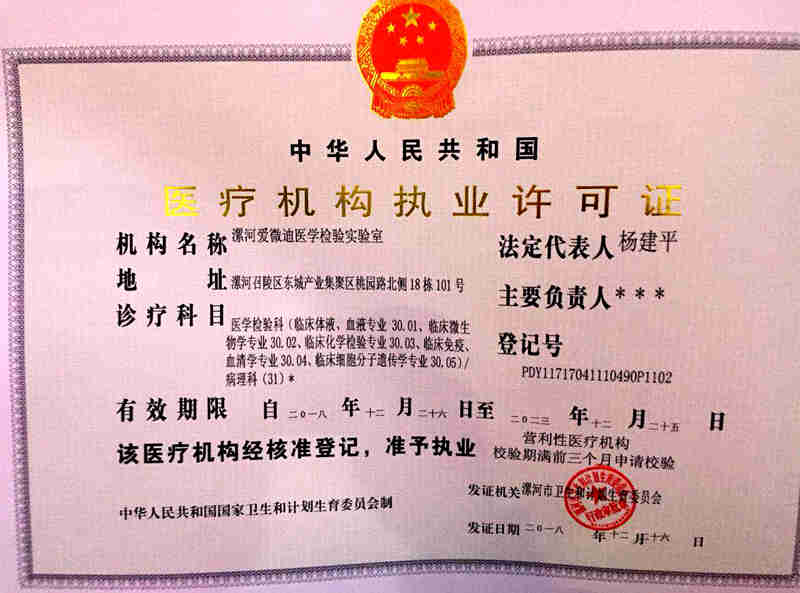 中华人民共和国
医疗机构执业许可证
机构名称 漯河爱微迪医学检验实验室
法定代表人 杨建平
地址 漯河召陵区东城产业集聚区桃园路北侧18栋101号
主要负责人 ***
诊疗科目 医学检验科(临床体液、血液专业30.01、临床微生
物学专业30.02、临床化学检验专业30.03、临床免疫、
血清学专业30.04、临床细胞分子遗传学专业30.05)/
病理科(31)*
登记号
PDY11717041110490P1102
有效期限 自 二〇一八 年 十二 月 二十六 日至 二〇二三 年 十二 月 二十五 日
该医疗机构经核准登记，准予执业
营利性医疗机构
校验期满前三个月申请校验
发证机关 漯河市卫生和计划生育委员会
中华人民共和国国家卫生和计划生育委员会制
发证日期 二〇一八 年 十二 月 十六 日